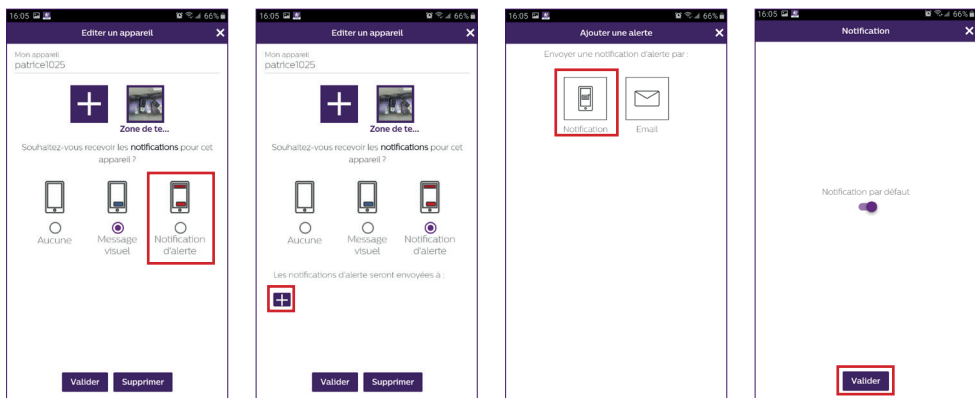 16:05
66%
Editer un appareil
Mon appareil
patrice1025
Zone de te...
Souhaitez-vous recevoir les notifications pour cet
appareil ?
Aucune
Message
visuel
Notification
d'alerte
Valider
Supprimer
16:05
66%
Editer un appareil
Mon appareil
patrice1025
Zone de te...
Souhaitez-vous recevoir les notifications pour cet
appareil ?
Aucune
Message
visuel
Notification
d'alerte
Les notifications d'alerte seront envoyées à :
Valider
Supprimer
16:05
66%
Ajouter une alerte
Envoyer une notification d'alerte par :
Notification
Email
16:05
66%
Notification
Notification par défaut
Valider